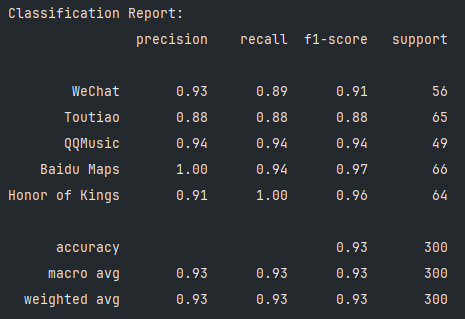 Classification Report:
precision recall f1-score support
WeChat 0.93 0.89 0.91 56
Toutiao 0.88 0.88 0.88 65
QQMusic 0.94 0.94 0.94 49
Baidu Maps 1.00 0.94 0.97 66
Honor of Kings 0.91 1.00 0.96 64
accuracy 0.93 300
macro avg 0.93 0.93 0.93 300
weighted avg 0.93 0.93 0.93 300